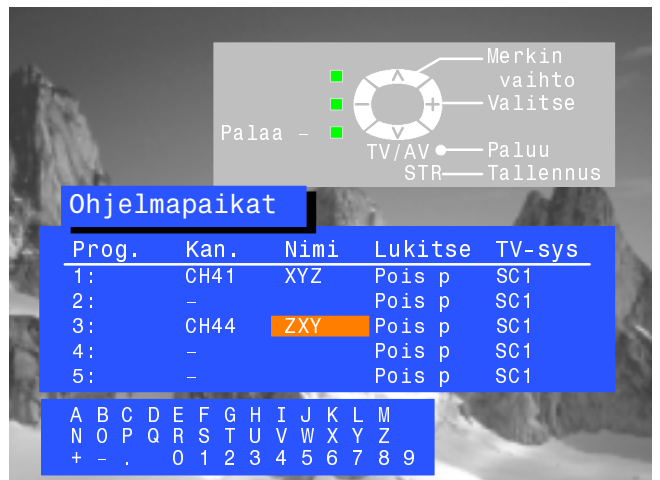 Merkin
vaihto
Valitse
Palaa –
TV/AV Paluu
STR Tallennus
Ohjelmapaikat
Prog. Kan. Nimi Lukitse TV-sys
1: CH41 XYZ Pois p SC1
2: – Pois p SC1
3: CH44 ZXY Pois p SC1
4: – Pois p SC1
5: – Pois p SC1
A B C D E F G H I J K L M
N O P Q R S T U V W X Y Z
+ – . 0 1 2 3 4 5 6 7 8 9